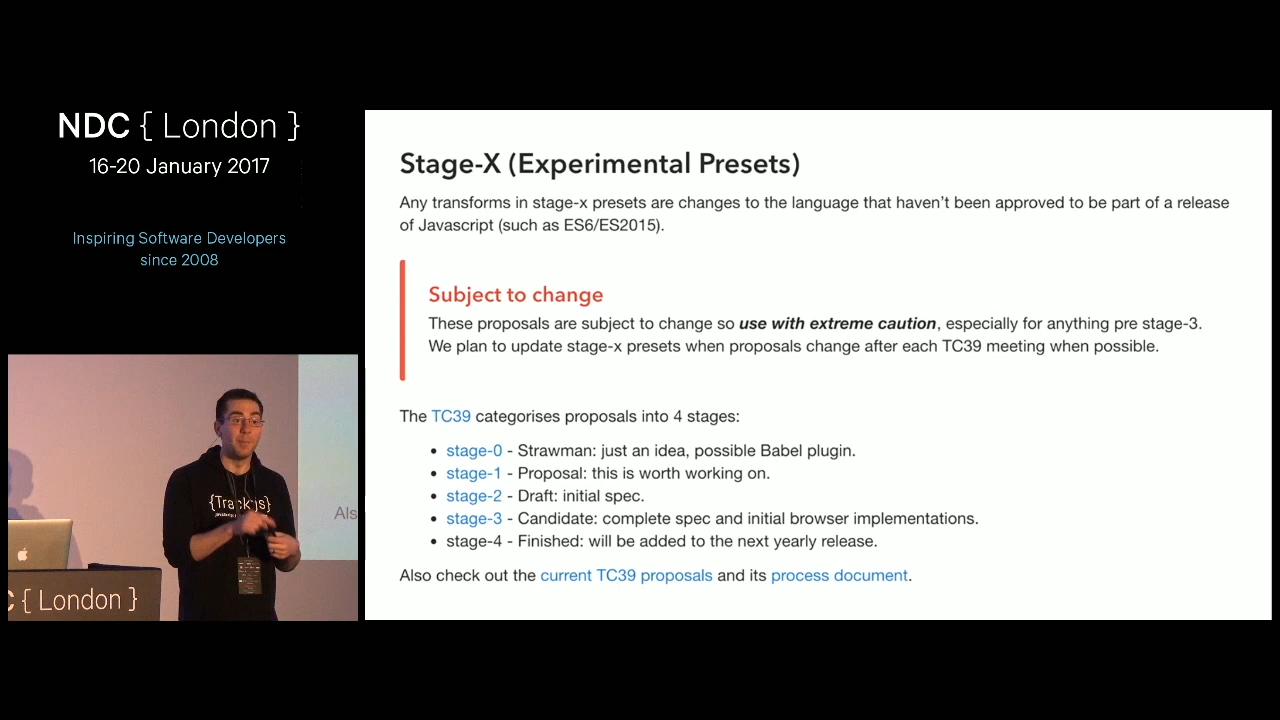 NDC { London }
16-20 January 2017
Inspiring Software Developers
since 2008
Stage-X (Experimental Presets)
Any transforms in stage-x presets are changes to the language that haven’t been approved to be part of a release
of Javascript (such as ES6/ES2015).
Subject to change
These proposals are subject to change so use with extreme caution, especially for anything pre stage-3.
We plan to update stage-x presets when proposals change after each TC39 meeting when possible.
The TC39 categorises proposals into 4 stages:
• stage-0 - Strawman: just an idea, possible Babel plugin.
• stage-1 - Proposal: this is worth working on.
• stage-2 - Draft: initial spec.
• stage-3 - Candidate: complete spec and initial browser implementations.
• stage-4 - Finished: will be added to the next yearly release.
Also check out the current TC39 proposals and its process document.
{Track:js}
Als
C { London }